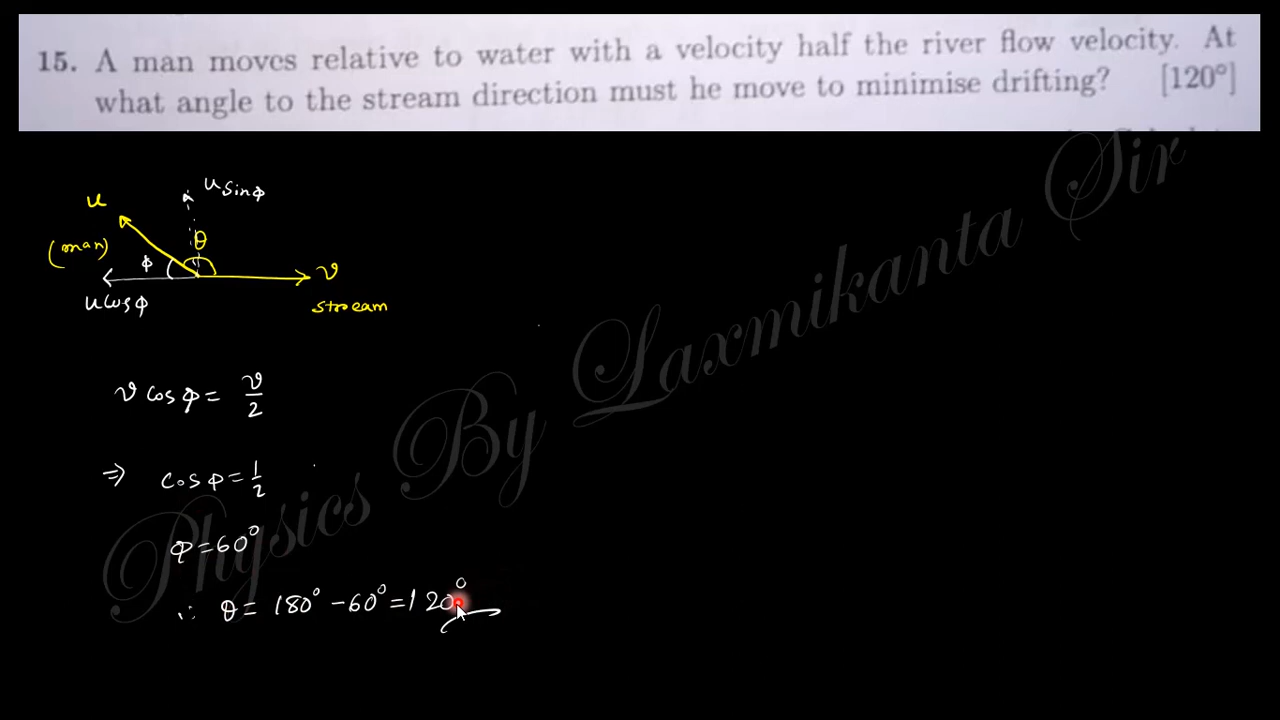 15. A man moves relative to water with a velocity half the river flow velocity. At
what angle to the stream direction must he move to minimise drifting? [120°]
u sinφ
u
θ
(man)
φ
v
u cosφ
stream
v cos φ = v/2
⇒ cos φ = 1/2
φ = 60°
∴ θ = 180° - 60° = 120°
Physics By Laxmikanta Sir